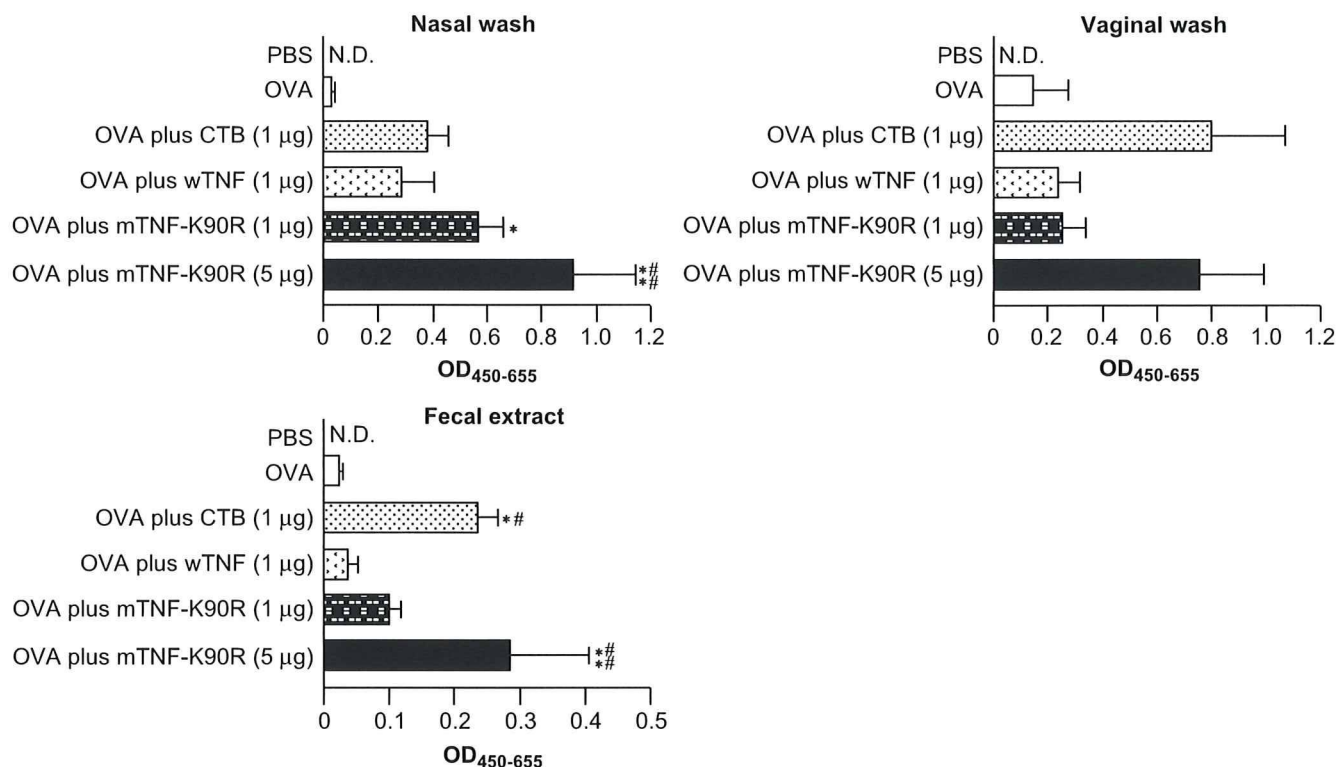 Nasal wash
PBS N.D.
OVA
OVA plus CTB (1 µg)
OVA plus wTNF (1 µg)
OVA plus mTNF-K90R (1 µg) *
OVA plus mTNF-K90R (5 µg) *#
*#
0 0.2 0.4 0.6 0.8 1.0 1.2
OD450-655
Vaginal wash
PBS N.D.
OVA
OVA plus CTB (1 µg)
OVA plus wTNF (1 µg)
OVA plus mTNF-K90R (1 µg)
OVA plus mTNF-K90R (5 µg)
0 0.2 0.4 0.6 0.8 1.0 1.2
OD450-655
Fecal extract
PBS N.D.
OVA
OVA plus CTB (1 µg) *#
OVA plus wTNF (1 µg)
OVA plus mTNF-K90R (1 µg)
OVA plus mTNF-K90R (5 µg) *#
*#
0 0.1 0.2 0.3 0.4 0.5
OD450-655